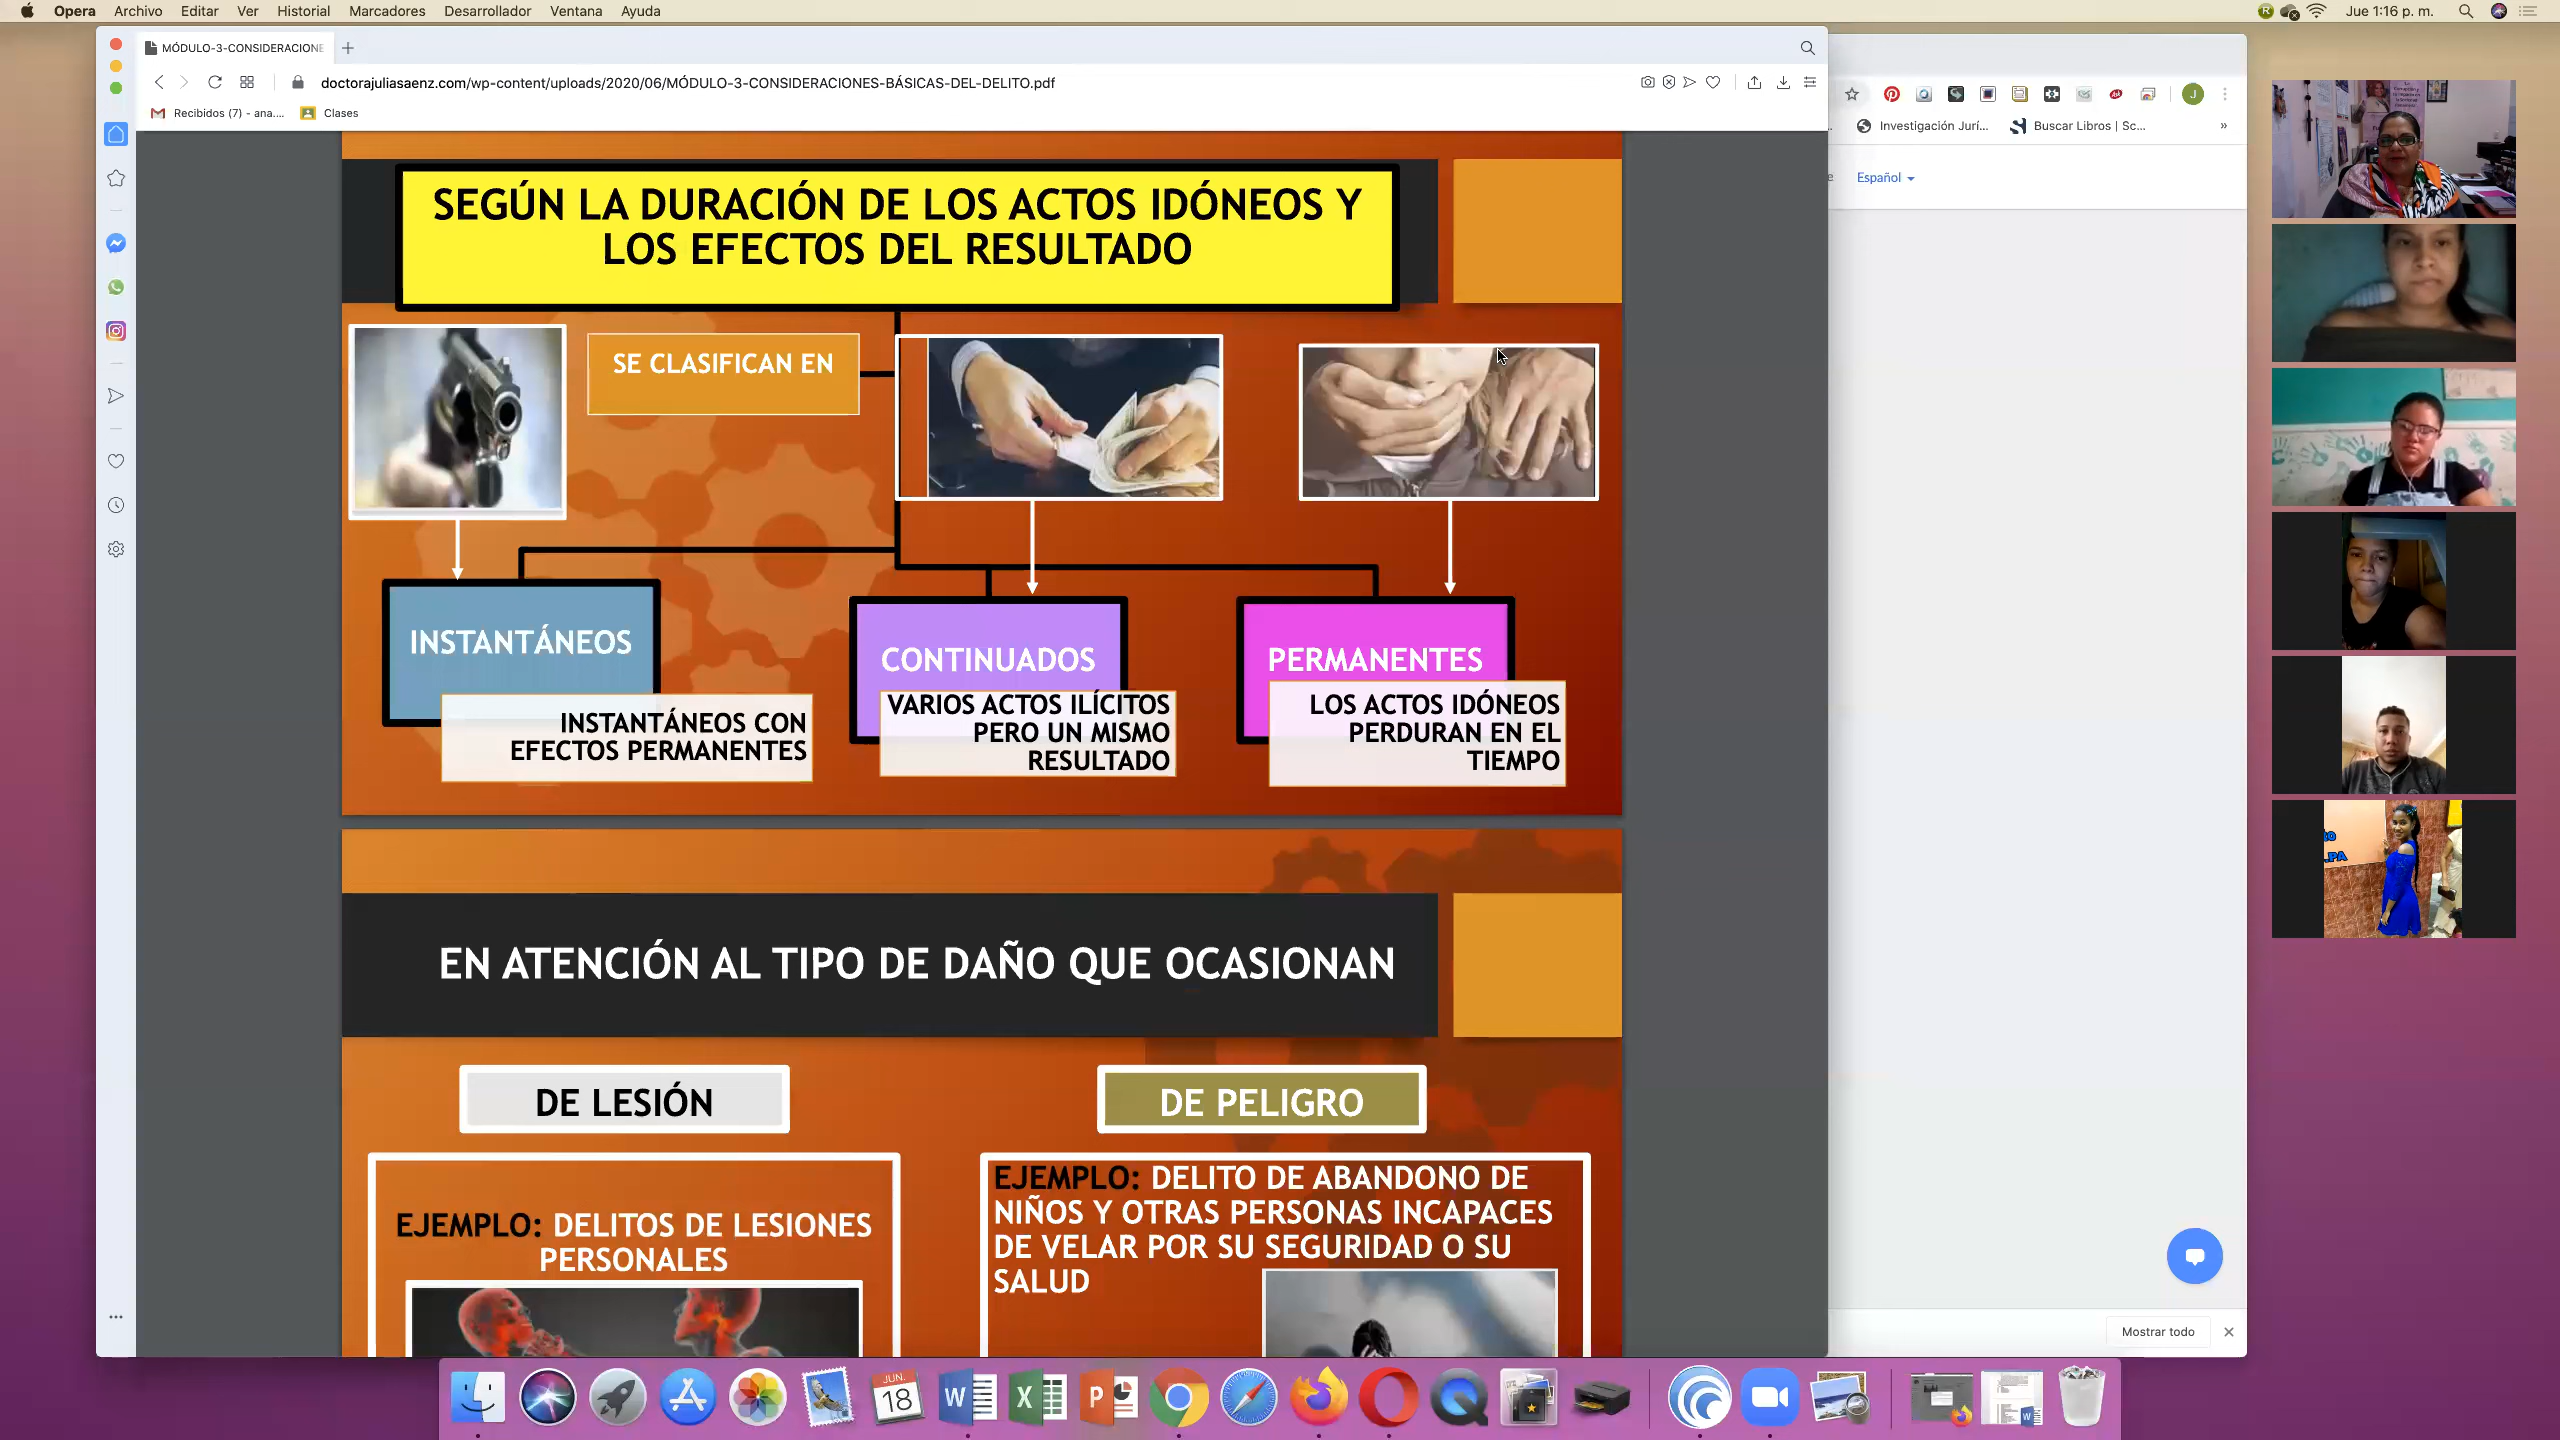 Opera Archivo Editar Ver Historial Marcadores Desarrollador Ventana Ayuda
Jue 1:16 p. m.
MÓDULO-3-CONSIDERACIONE
doctorajuliasaenz.com/wp-content/uploads/2020/06/MÓDULO-3-CONSIDERACIONES-BÁSICAS-DEL-DELITO.pdf
Recibidos (7) - ana.... Clases
Investigación Jurí... Buscar Libros | Sc...
Español
SEGÚN LA DURACIÓN DE LOS ACTOS IDÓNEOS Y
LOS EFECTOS DEL RESULTADO
SE CLASIFICAN EN
INSTANTÁNEOS
INSTANTÁNEOS CON
EFECTOS PERMANENTES
CONTINUADOS
VARIOS ACTOS ILÍCITOS
PERO UN MISMO
RESULTADO
PERMANENTES
LOS ACTOS IDÓNEOS
PERDURAN EN EL
TIEMPO
EN ATENCIÓN AL TIPO DE DAÑO QUE OCASIONAN
DE LESIÓN
EJEMPLO: DELITOS DE LESIONES
PERSONALES
DE PELIGRO
EJEMPLO: DELITO DE ABANDONO DE
NIÑOS Y OTRAS PERSONAS INCAPACES
DE VELAR POR SU SEGURIDAD O SU
SALUD
Mostrar todo
JUN.
18